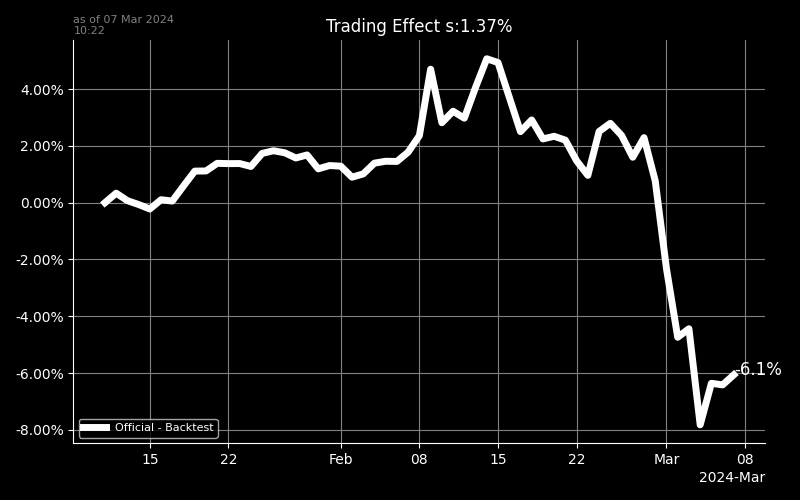 as of 07 Mar 2024
10:22
Trading Effect s:1.37%
4.00%
2.00%
0.00%
-2.00%
-4.00%
-6.00%
-8.00%
-6.1%
Official - Backtest
15 22 Feb 08 15 22 Mar 08
2024-Mar